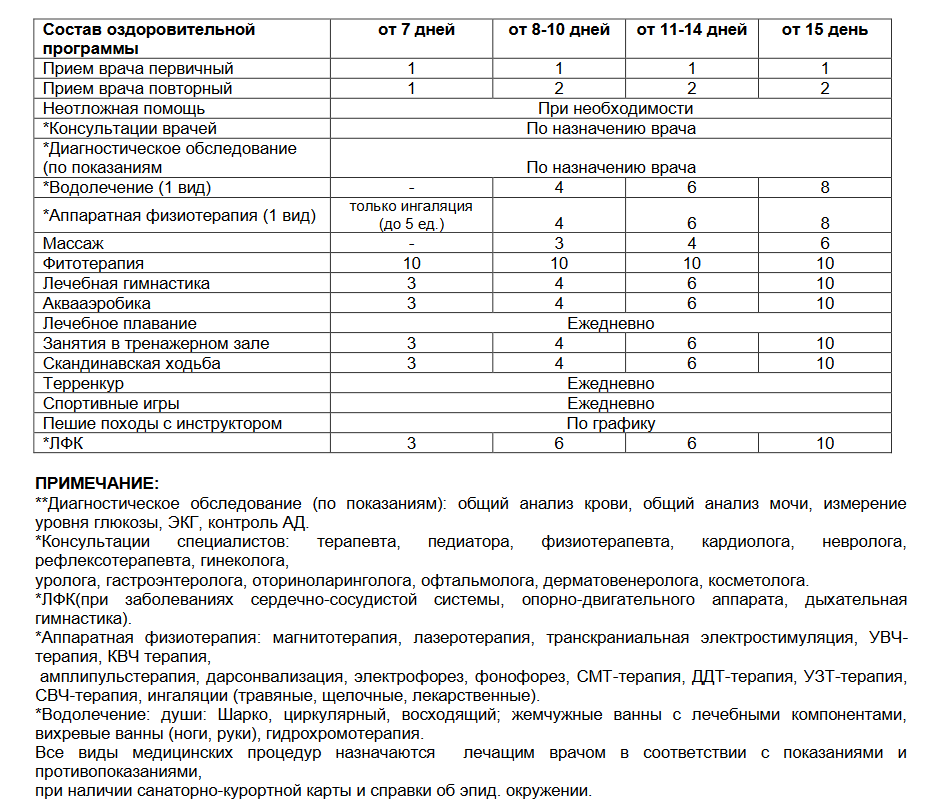 Состав оздоровительной программы от 7 дней от 8-10 дней от 11-14 дней от 15 день
Прием врача первичный 1 1 1 1
Прием врача повторный 1 2 2 2
Неотложная помощь При необходимости
*Консультации врачей По назначению врача
*Диагностическое обследование
(по показаниям По назначению врача
*Водолечение (1 вид) - 4 6 8
*Аппаратная физиотерапия (1 вид) только ингаляция (до 5 ед.) 4 6 8
Массаж - 3 4 6
Фитотерапия 10 10 10 10
Лечебная гимнастика 3 4 6 10
Аквааэробика 3 4 6 10
Лечебное плавание Ежедневно
Занятия в тренажерном зале 3 4 6 10
Скандинавская ходьба 3 4 6 10
Терренкур Ежедневно
Спортивные игры Ежедневно
Пешие походы с инструктором По графику
*ЛФК 3 6 6 10
ПРИМЕЧАНИЕ:
**Диагностическое обследование (по показаниям): общий анализ крови, общий анализ мочи, измерение
уровня глюкозы, ЭКГ, контроль АД.
*Консультации специалистов: терапевта, педиатора, физиотерапевта, кардиолога, невролога,
рефлексотерапевта, гинеколога,
уролога, гастроэнтеролога, оториноларинголога, офтальмолога, дерматовенеролога, косметолога.
*ЛФК(при заболеваниях сердечно-сосудистой системы, опорно-двигательного аппарата, дыхательная
гимнастика).
*Аппаратная физиотерапия: магнитотерапия, лазеротерапия, транскраниальная электростимуляция, УВЧ-
терапия, КВЧ терапия,
амплипульстерапия, дарсонвализация, электрофорез, фонофорез, СМТ-терапия, ДДТ-терапия, УЗТ-терапия,
СВЧ-терапия, ингаляции (травяные, щелочные, лекарственные).
*Водолечение: души: Шарко, циркулярный, восходящий; жемчужные ванны с лечебными компонентами,
вихревые ванны (ноги, руки), гидрохромотерапия.
Все виды медицинских процедур назначаются лечащим врачом в соответствии с показаниями и
противопоказаниями,
при наличии санаторно-курортной карты и справки об эпид. окружении.